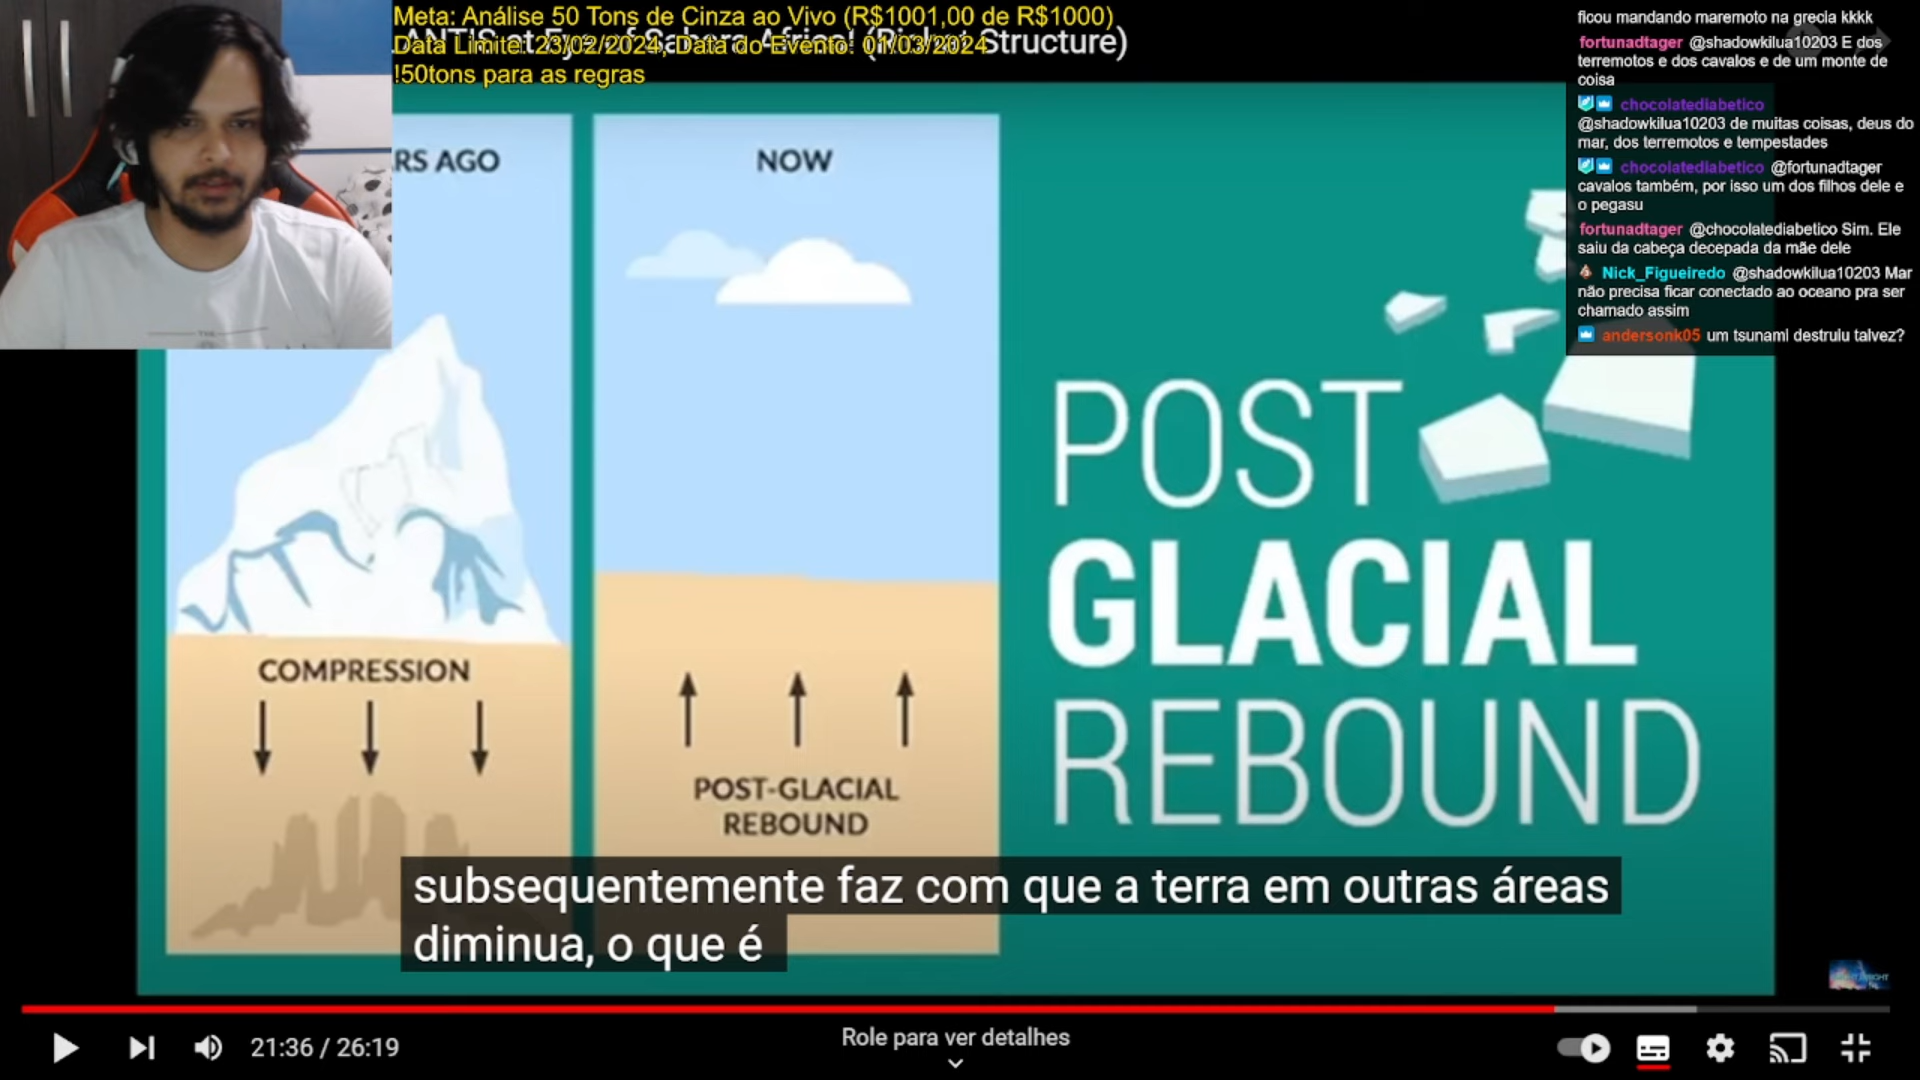 Meta: Análise 50 Tons de Cinza ao Vivo (R$1001,00 de R$1000)
Data Limite: 23/02/2024, Data do Evento: 01/03/2024
!50tons para as regras
Structure)
RS AGO
NOW
COMPRESSION
POST-GLACIAL
REBOUND
POST
GLACIAL
REBOUND
ficou mandando maremoto na grecia kkkk
fortunadtager @shadowkilua10203 E dos
terremotos e dos cavalos e de um monte de
coisa
chocolatediabetico
@shadowkilua10203 de muitas coisas, deus do
mar, dos terremotos e tempestades
chocolatediabetico @fortunadtager
cavalos também, por isso um dos filhos dele e
o pegasu
fortunadtager @chocolatediabetico Sim. Ele
saiu da cabeça decepada da mãe dele
Nick_Figueiredo @shadowkilua10203 Mar
não precisa ficar conectado ao oceano pra ser
chamado assim
andersonk05 um tsunami destruiu talvez?
subsequentemente faz com que a terra em outras áreas
diminua, o que é
21:36 / 26:19
Role para ver detalhes